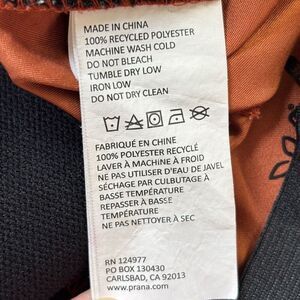 MADE IN CHINA
100% RECYCLED POLYESTER
MACHINE WASH COLD
DO NOT BLEACH
TUMBLE DRY LOW
IRON LOW
DO NOT DRY CLEAN
FABRIQUÉ EN CHINE
100% POLYESTER RECYCLÉ
LAVER À MACHINE À FROID
NE PAS UTILISER D'EAU DE JAVEL
SÉCHAGE PAR CULBUTAGE À
BASSE TEMPÉRATURE
REPASSER À BASSE
TEMPÉRATURE
NE PAS NETTOYER À SEC
RN 124977
PO BOX 130430
CARLSBAD, CA 92013
www.prana.com